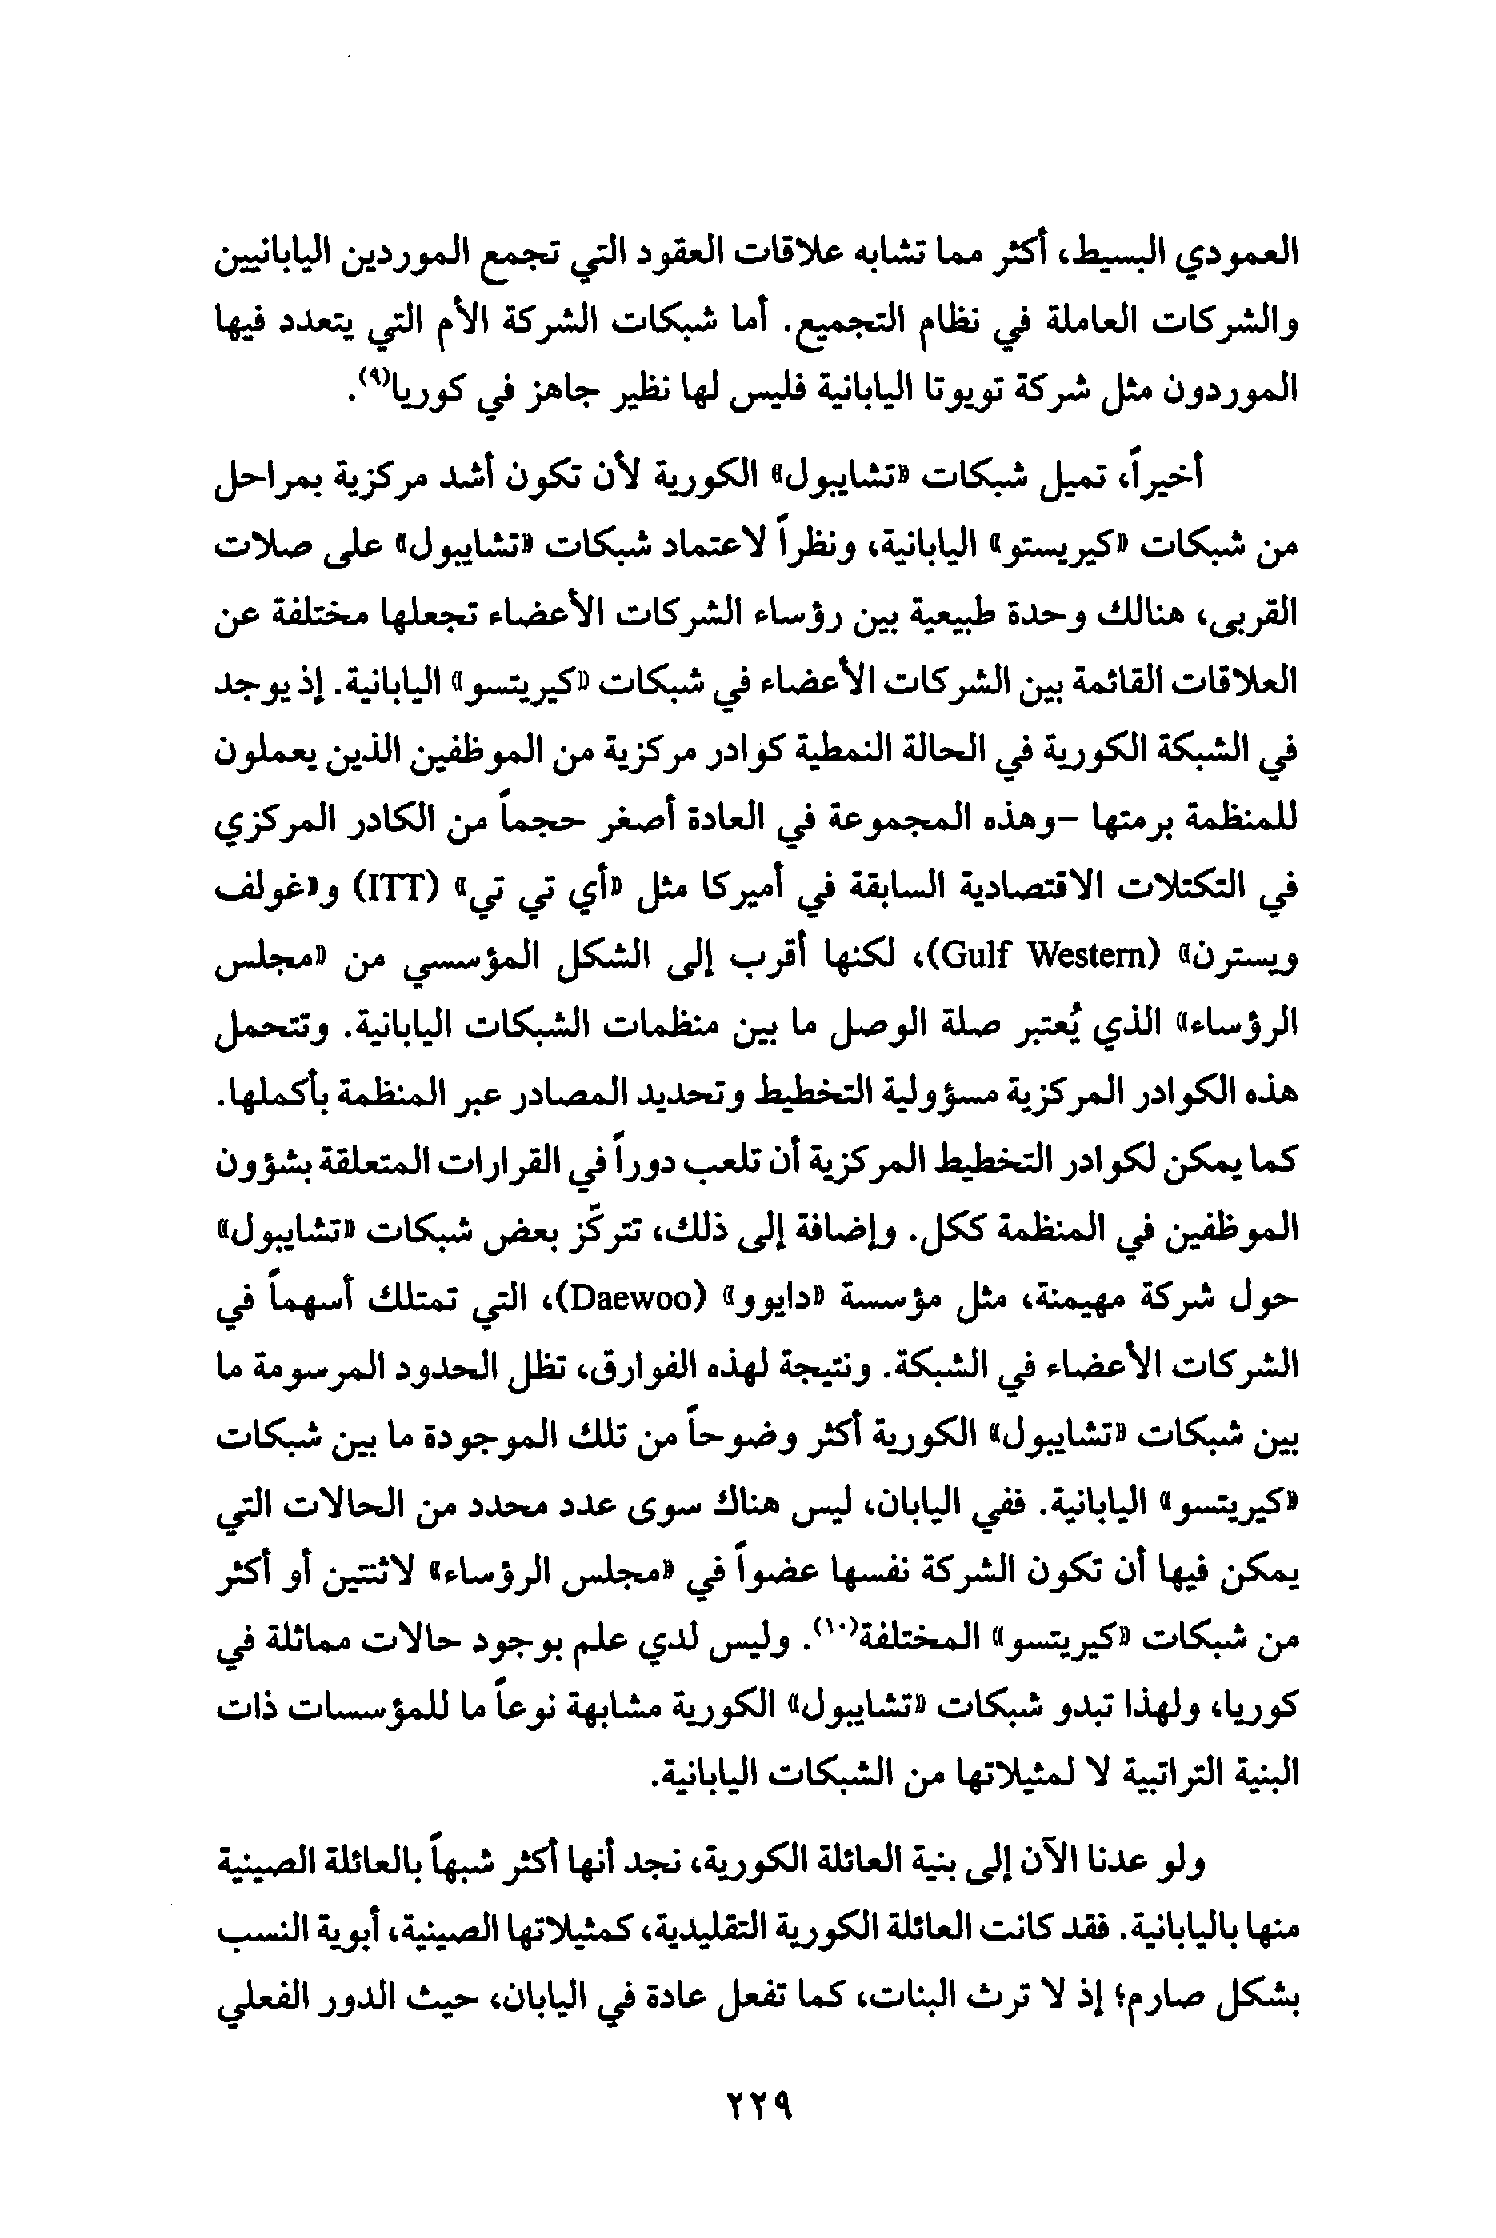 العمودي البسيط، أكثر مما تشابه علاقات العقود التي تجمع الموردين اليابانيين
والشركات العاملة في نظام التجميع. أما شبكات الشركة الأم التي يتعدد فيها
الموردون مثل شركة تويوتا اليابانية فليس لها نظير جاهز في كوريا(٩).
أخيراً، تميل شبكات «تشايبول» الكورية لأن تكون أشد مركزية بمراحل
من شبكات «كيريستو» اليابانية، ونظراً لاعتماد شبكات «تشايبول» على صلات
القربى، هنالك وحدة طبيعية بين رؤساء الشركات الأعضاء تجعلها مختلفة عن
العلاقات القائمة بين الشركات الأعضاء في شبكات «كيريتسو» اليابانية. إذ يوجد
في الشبكة الكورية في الحالة النمطية كوادر مركزية من الموظفين الذين يعملون
للمنظمة برمتها -وهذه المجموعة في العادة أصغر حجماً من الكادر المركزي
في التكتلات الاقتصادية السابقة في أميركا مثل «أي تي تي» (ITT) و«غولف
ويسترن» (Gulf Western)، لكنها أقرب إلى الشكل المؤسسي من «مجلس
الرؤساء» الذي يُعتبر صلة الوصل ما بين منظمات الشبكات اليابانية. وتتحمل
هذه الكوادر المركزية مسؤولية التخطيط وتحديد المصادر عبر المنظمة بأكملها.
كما يمكن لكوادر التخطيط المركزية أن تلعب دوراً في القرارات المتعلقة بشؤون
الموظفين في المنظمة ككل. وإضافة إلى ذلك، تتركّز بعض شبكات «تشايبول»
حول شركة مهيمنة، مثل مؤسسة «دايوو» (Daewoo)، التي تمتلك أسهماً في
الشركات الأعضاء في الشبكة. ونتيجة لهذه الفوارق، تظل الحدود المرسومة ما
بين شبكات «تشايبول» الكورية أكثر وضوحاً من تلك الموجودة ما بين شبكات
«كيريتسو» اليابانية. ففي اليابان، ليس هناك سوى عدد محدد من الحالات التي
يمكن فيها أن تكون الشركة نفسها عضواً في «مجلس الرؤساء» لاثنتين أو أكثر
من شبكات «كيريتسو» المختلفة(١٠). وليس لدي علم بوجود حالات مماثلة في
كوريا، ولهذا تبدو شبكات «تشايبول» الكورية مشابهة نوعاً ما للمؤسسات ذات
البنية التراتبية لا لمثيلاتها من الشبكات اليابانية.
ولو عدنا الآن إلى بنية العائلة الكورية، نجد أنها أكثر شبهاً بالعائلة الصينية
منها باليابانية. فقد كانت العائلة الكورية التقليدية، كمثيلاتها الصينية، أبوية النسب
بشكل صارم؛ إذ لا ترث البنات، كما تفعل عادة في اليابان، حيث الدور الفعلي
٢٢٩